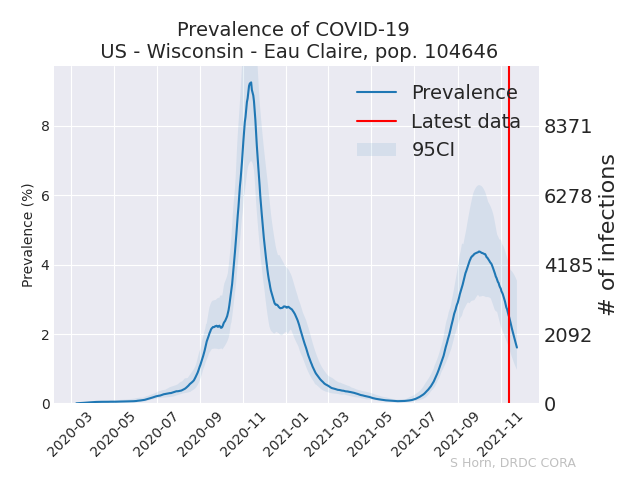 Prevalence of COVID-19
US - Wisconsin - Eau Claire, pop. 104646
Prevalence
Latest data
95CI
Prevalence (%)
8
6
4
2
0
8371
6278
4185
2092
0
# of infections
2020-03
2020-05
2020-07
2020-09
2020-11
2021-01
2021-03
2021-05
2021-07
2021-09
2021-11
S Horn, DRDC CORA